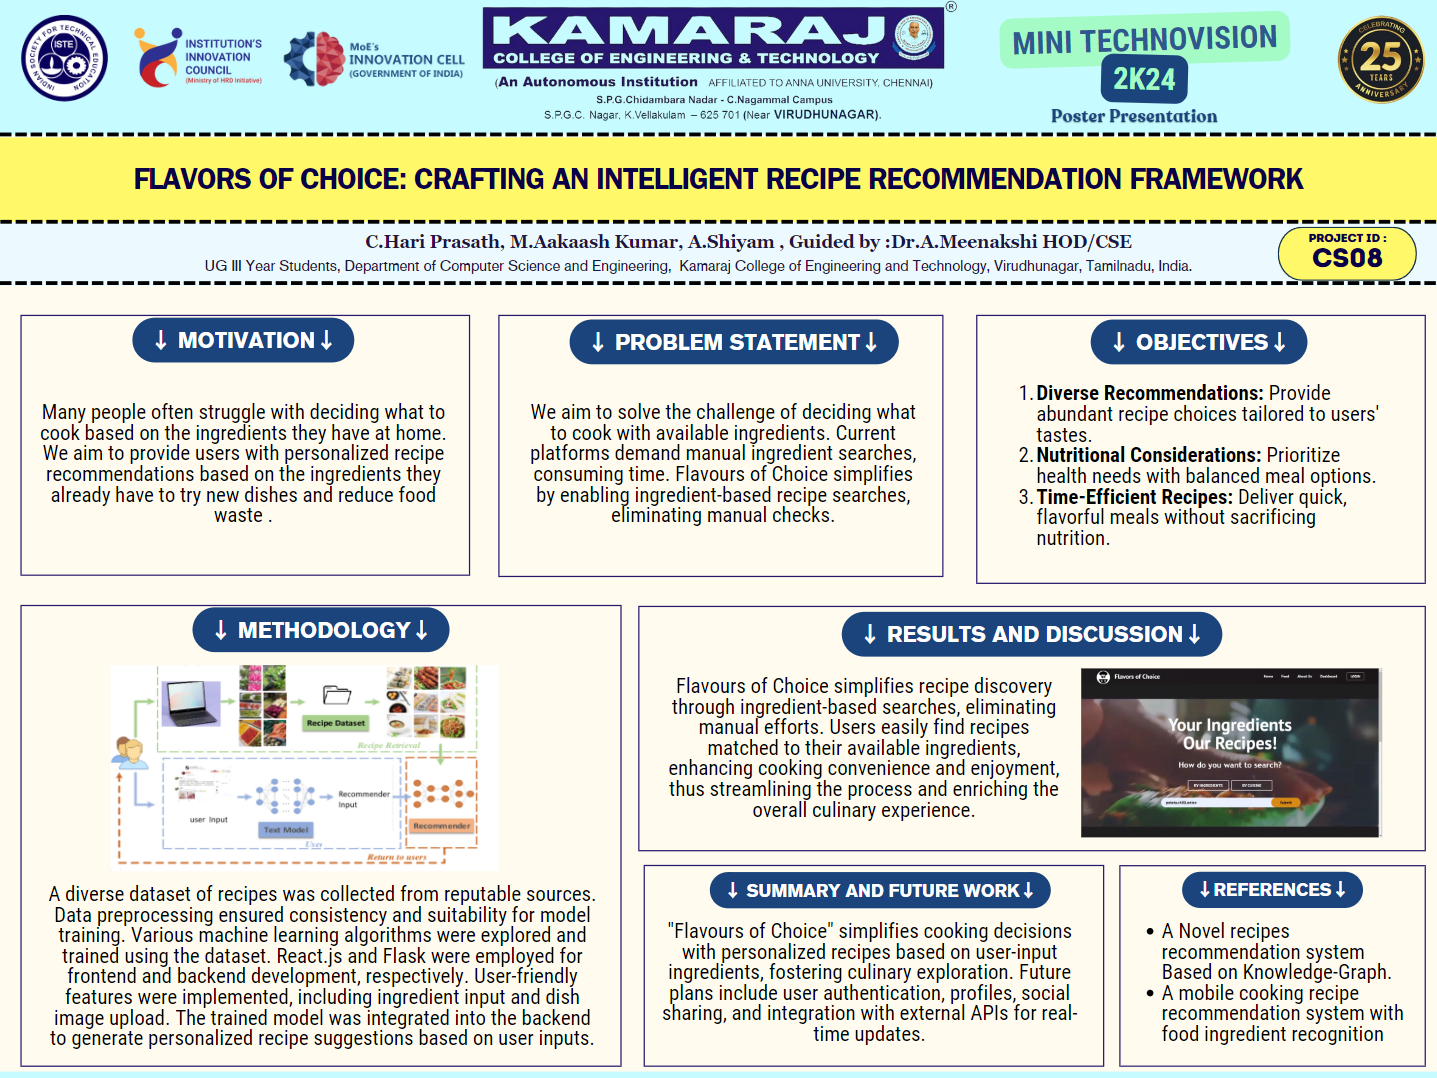 INDIAN SOCIETY FOR TECHNICAL EDUCATION
ISTE
INSTITUTION'S
INNOVATION
COUNCIL
(Ministry of HRD Initiative)
MoE's
INNOVATION CELL
(GOVERNMENT OF INDIA)
KAMARAJ ®
COLLEGE OF ENGINEERING & TECHNOLOGY
(An Autonomous Institution AFFILIATED TO ANNA UNIVERSITY, CHENNAI)
S.P.G.Chidambara Nadar - C.Nagammal Campus
S.P.G.C. Nagar, K.Vellakulam – 625 701 (Near VIRUDHUNAGAR).
MINI TECHNOVISION
2K24
Poster Presentation
CELEBRATING
25
YEARS
ANNIVERSARY
FLAVORS OF CHOICE: CRAFTING AN INTELLIGENT RECIPE RECOMMENDATION FRAMEWORK
C.Hari Prasath, M.Aakaash Kumar, A.Shiyam , Guided by :Dr.A.Meenakshi HOD/CSE
UG III Year Students, Department of Computer Science and Engineering, Kamaraj College of Engineering and Technology, Virudhunagar, Tamilnadu, India.
PROJECT ID :
CS08
↓ MOTIVATION ↓
Many people often struggle with deciding what to
cook based on the ingredients they have at home.
We aim to provide users with personalized recipe
recommendations based on the ingredients they
already have to try new dishes and reduce food
waste .
↓ PROBLEM STATEMENT ↓
We aim to solve the challenge of deciding what
to cook with available ingredients. Current
platforms demand manual ingredient searches,
consuming time. Flavours of Choice simplifies
by enabling ingredient-based recipe searches,
eliminating manual checks.
↓ OBJECTIVES ↓
1. Diverse Recommendations: Provide
abundant recipe choices tailored to users'
tastes.
2. Nutritional Considerations: Prioritize
health needs with balanced meal options.
3. Time-Efficient Recipes: Deliver quick,
flavorful meals without sacrificing
nutrition.
↓ METHODOLOGY ↓
Recipe Dataset
Recipe Retrieval
user Input
Text Model
Recommender
Input
Recommender
User
Return to users
A diverse dataset of recipes was collected from reputable sources.
Data preprocessing ensured consistency and suitability for model
training. Various machine learning algorithms were explored and
trained using the dataset. React.js and Flask were employed for
frontend and backend development, respectively. User-friendly
features were implemented, including ingredient input and dish
image upload. The trained model was integrated into the backend
to generate personalized recipe suggestions based on user inputs.
↓ RESULTS AND DISCUSSION ↓
Flavours of Choice simplifies recipe discovery
through ingredient-based searches, eliminating
manual efforts. Users easily find recipes
matched to their available ingredients,
enhancing cooking convenience and enjoyment,
thus streamlining the process and enriching the
overall culinary experience.
Flavors of Choice
Home Food About Us Dashboard LOGIN
Your Ingredients
Our Recipes!
How do you want to search?
BY INGREDIENTS BY CUISINE
Submit
↓ SUMMARY AND FUTURE WORK ↓
"Flavours of Choice" simplifies cooking decisions
with personalized recipes based on user-input
ingredients, fostering culinary exploration. Future
plans include user authentication, profiles, social
sharing, and integration with external APIs for real-
time updates.
↓ REFERENCES ↓
• A Novel recipes
recommendation system
Based on Knowledge-Graph.
• A mobile cooking recipe
recommendation system with
food ingredient recognition